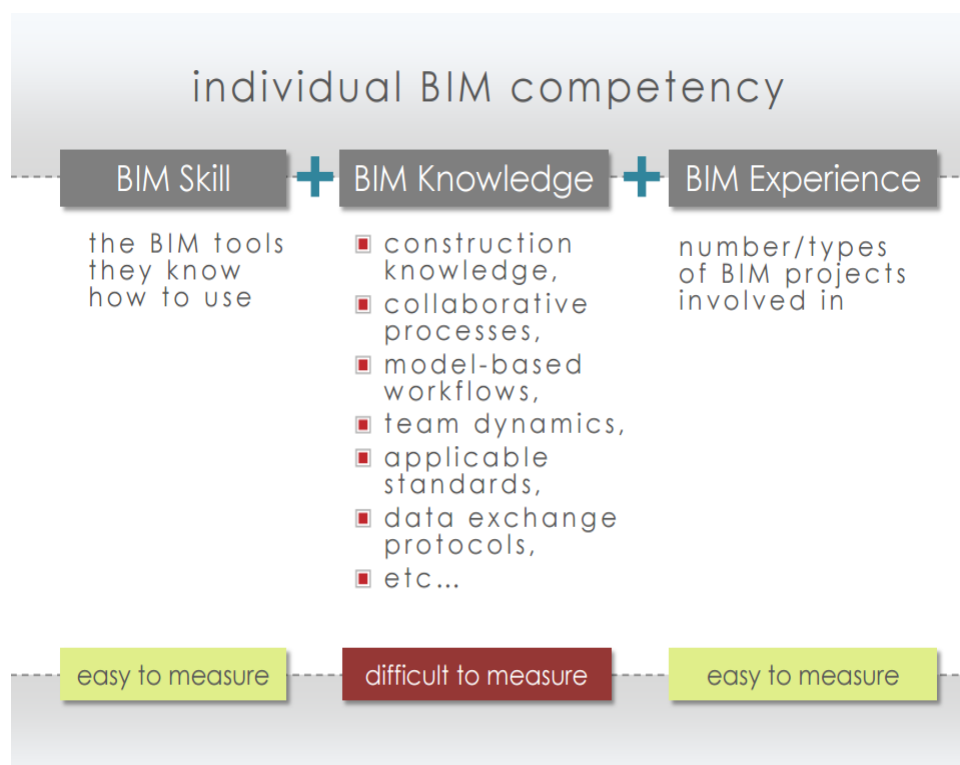 individual BIM competency
BIM Skill + BIM Knowledge + BIM Experience
the BIM tools
they know
how to use
construction
knowledge,
collaborative
processes,
model-based
workflows,
team dynamics,
applicable
standards,
data exchange
protocols,
etc...
number/types
of BIM projects
involved in
easy to measure
difficult to measure
easy to measure